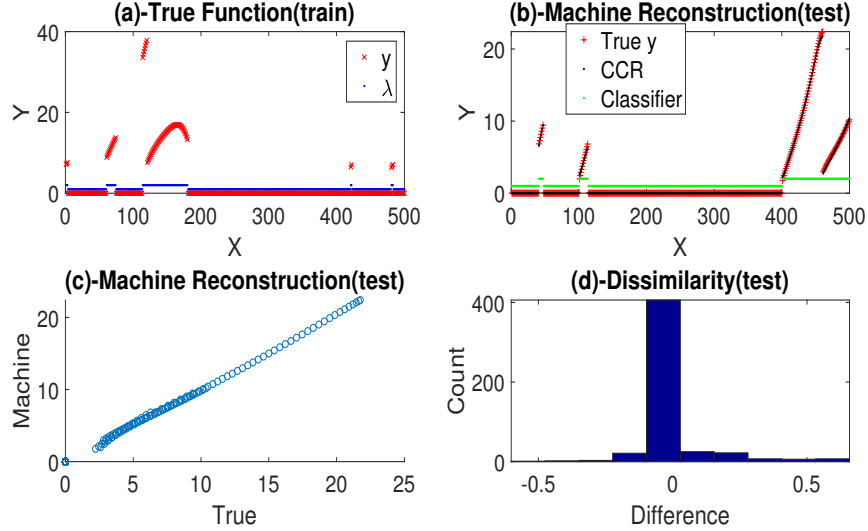 (a)-True Function(train)
Y
40
20
0
y
λ
0 100 200 300 400 500
X
(b)-Machine Reconstruction(test)
Y
20
10
0
True y
CCR
Classifier
0 100 200 300 400 500
X
(c)-Machine Reconstruction(test)
Machine
20
10
0
0 5 10 15 20 25
True
(d)-Dissimilarity(test)
Count
400
200
0
-0.5 0 0.5
Difference